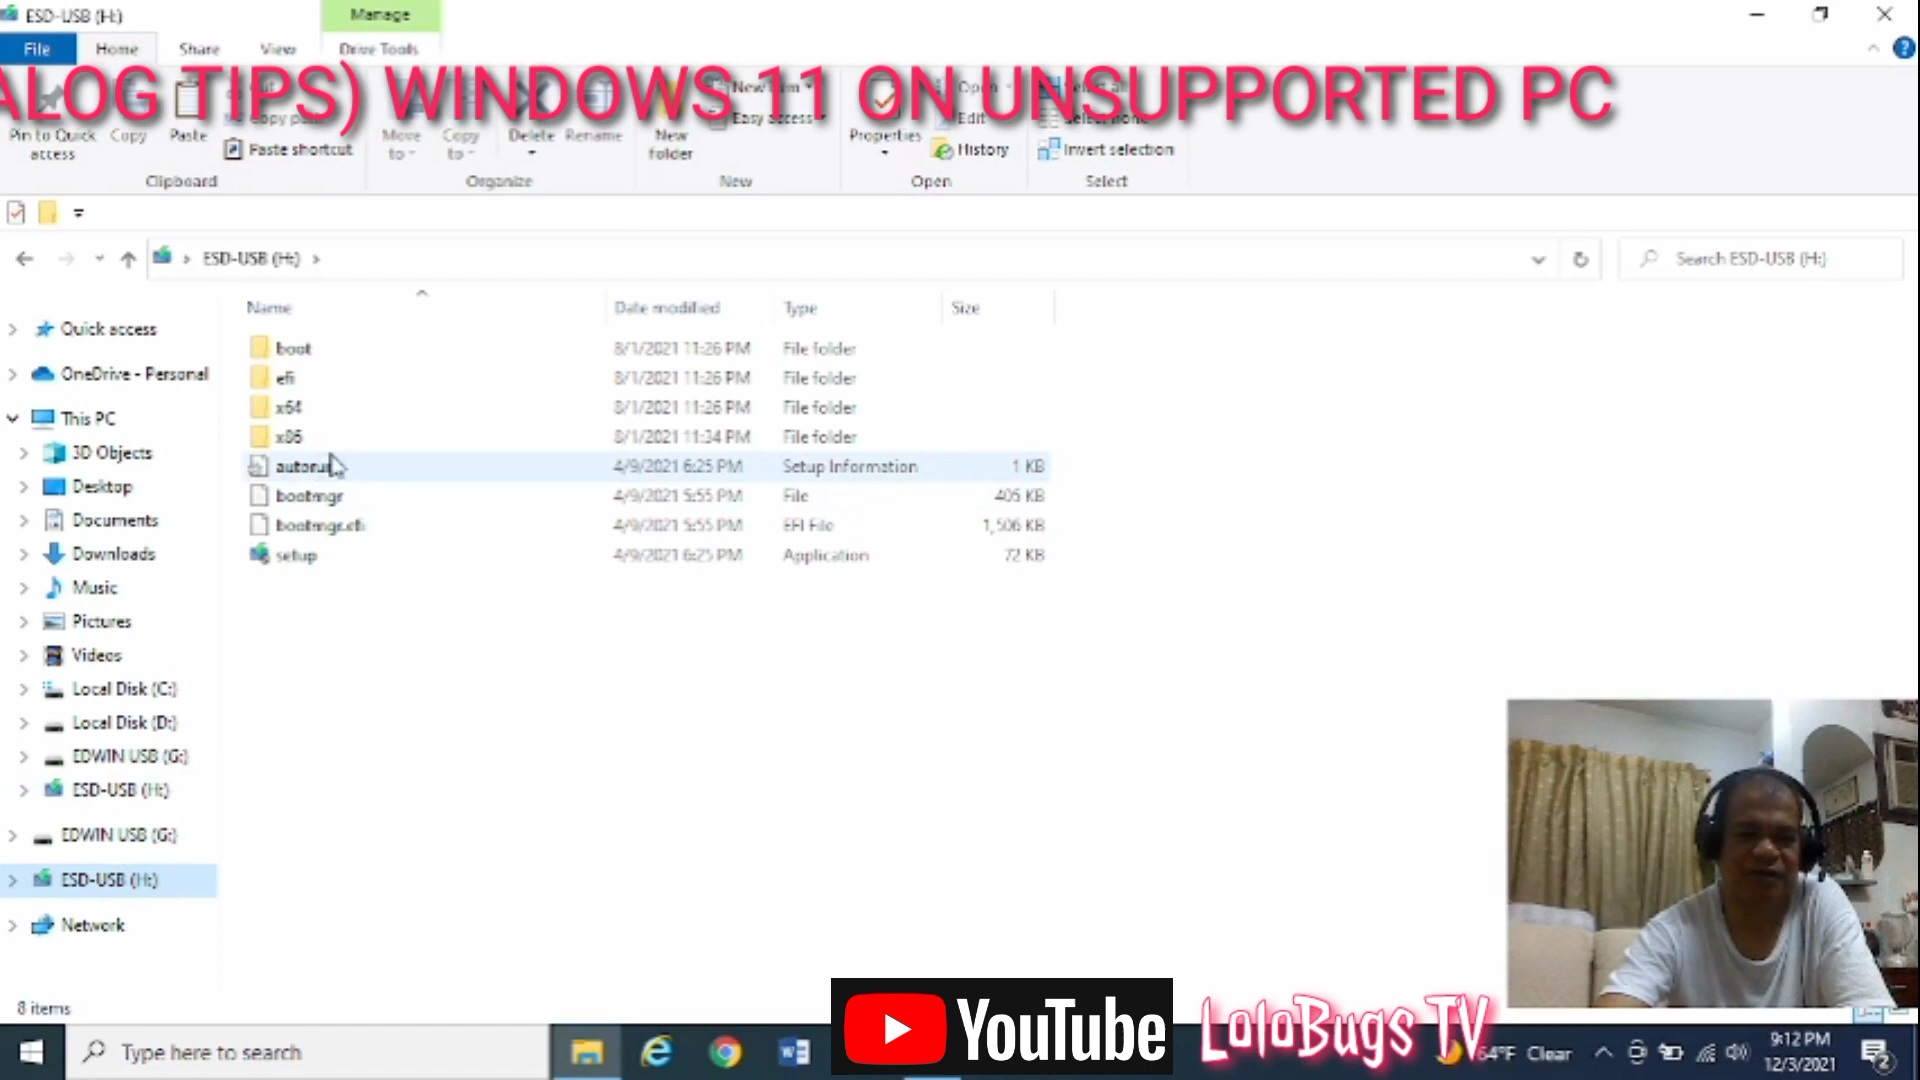 ESD-USB (H:)
Manage
File
Home
Share
View
Drive Tools
ALOG TIPS) WINDOWS 11 ON UNSUPPORTED PC
Pin to Quick access
Copy
Paste
Paste shortcut
Move to
Copy to
Delete
Rename
New folder
Easy access
Properties
Open
Edit
History
Invert selection
Clipboard
Organize
New
Open
Select
ESD-USB (H:)
Search ESD-USB (H:)
Name
Date modified
Type
Size
boot 8/1/2021 11:26 PM File folder
efi 8/1/2021 11:26 PM File folder
x64 8/1/2021 11:26 PM File folder
x86 8/1/2021 11:34 PM File folder
autorun 4/9/2021 6:25 PM Setup Information 1 KB
bootmgr 4/9/2021 5:55 PM File 405 KB
bootmgr.efi 4/9/2021 5:55 PM EFI File 1,506 KB
setup 4/9/2021 6:25 PM Application 72 KB
Quick access
OneDrive - Personal
This PC
3D Objects
Desktop
Documents
Downloads
Music
Pictures
Videos
Local Disk (C:)
Local Disk (D:)
EDWIN USB (G:)
ESD-USB (H:)
EDWIN USB (G:)
ESD-USB (H:)
Network
8 items
Type here to search
YouTube
LoloBugs TV
64°F Clear
9:12 PM
12/3/2021
2